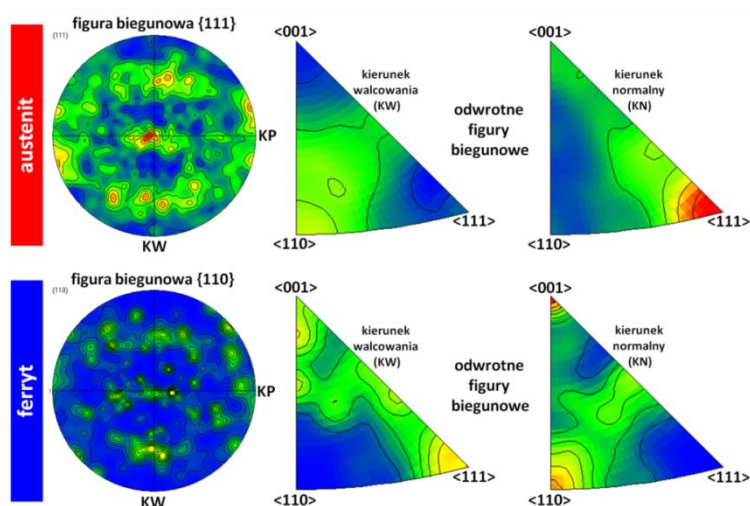 figura biegunowa {111}
{111}
austenit
KP
KW
<001>
kierunek
walcowania
(KW)
<110>
<111>
odwrotne
figury
biegunowe
<001>
kierunek
normalny
(KN)
<110>
<111>
figura biegunowa {110}
{110}
ferryt
KP
KW
<001>
kierunek
walcowania
(KW)
<110>
<111>
odwrotne
figury
biegunowe
<001>
kierunek
normalny
(KN)
<110>
<111>